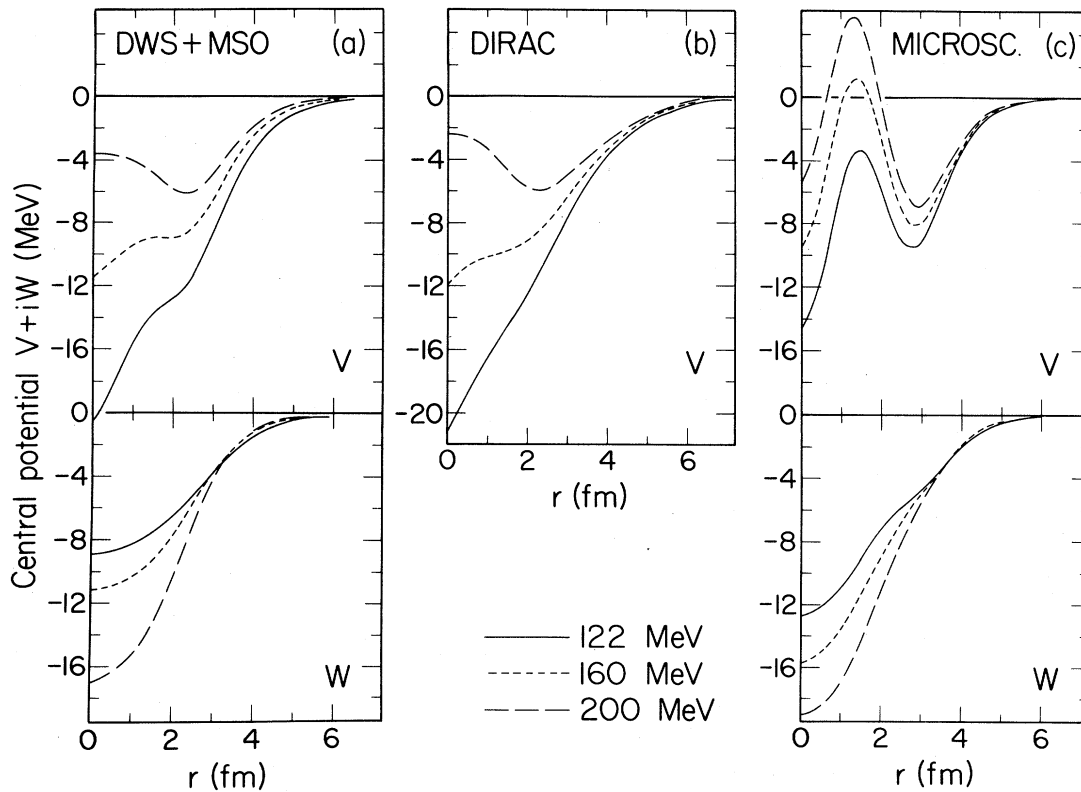 Central potential V+iW (MeV)
DWS+MSO (a)
0
-4
-8
-12
-16
V
0
-4
-8
-12
-16
W
0 2 4 6
r (fm)
DIRAC (b)
0
-4
-8
-12
-16
-20
V
0 2 4 6
r (fm)
122 MeV
160 MeV
200 MeV
MICROSC. (c)
0
-4
-8
-12
-16
V
0
-4
-8
-12
-16
W
0 2 4 6
r (fm)